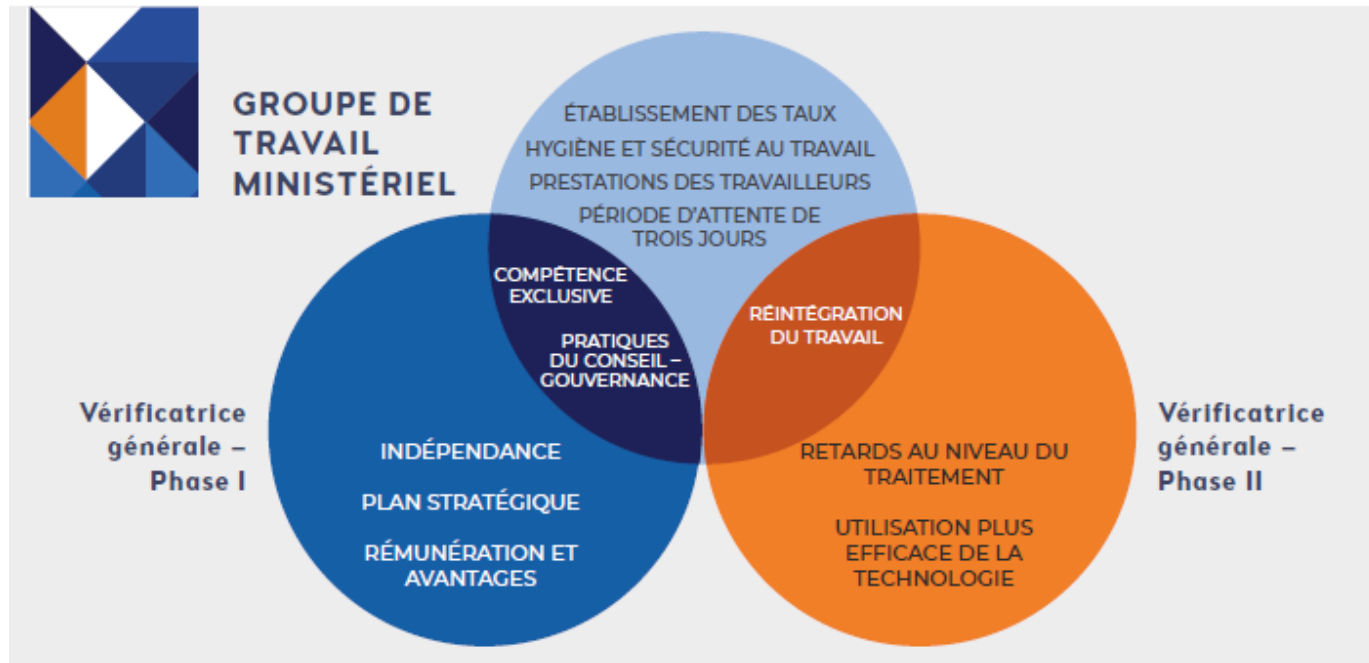 GROUPE DE
TRAVAIL
MINISTÉRIEL
ÉTABLISSEMENT DES TAUX
HYGIÈNE ET SÉCURITÉ AU TRAVAIL
PRESTATIONS DES TRAVAILLEURS
PÉRIODE D'ATTENTE DE
TROIS JOURS
COMPÉTENCE
EXCLUSIVE
PRATIQUES
DU CONSEIL –
GOUVERNANCE
RÉINTÉGRATION
DU TRAVAIL
Vérificatrice
générale –
Phase I
INDÉPENDANCE
PLAN STRATÉGIQUE
RÉMUNÉRATION ET
AVANTAGES
RETARDS AU NIVEAU DU
TRAITEMENT
UTILISATION PLUS
EFFICACE DE LA
TECHNOLOGIE
Vérificatrice
générale –
Phase II